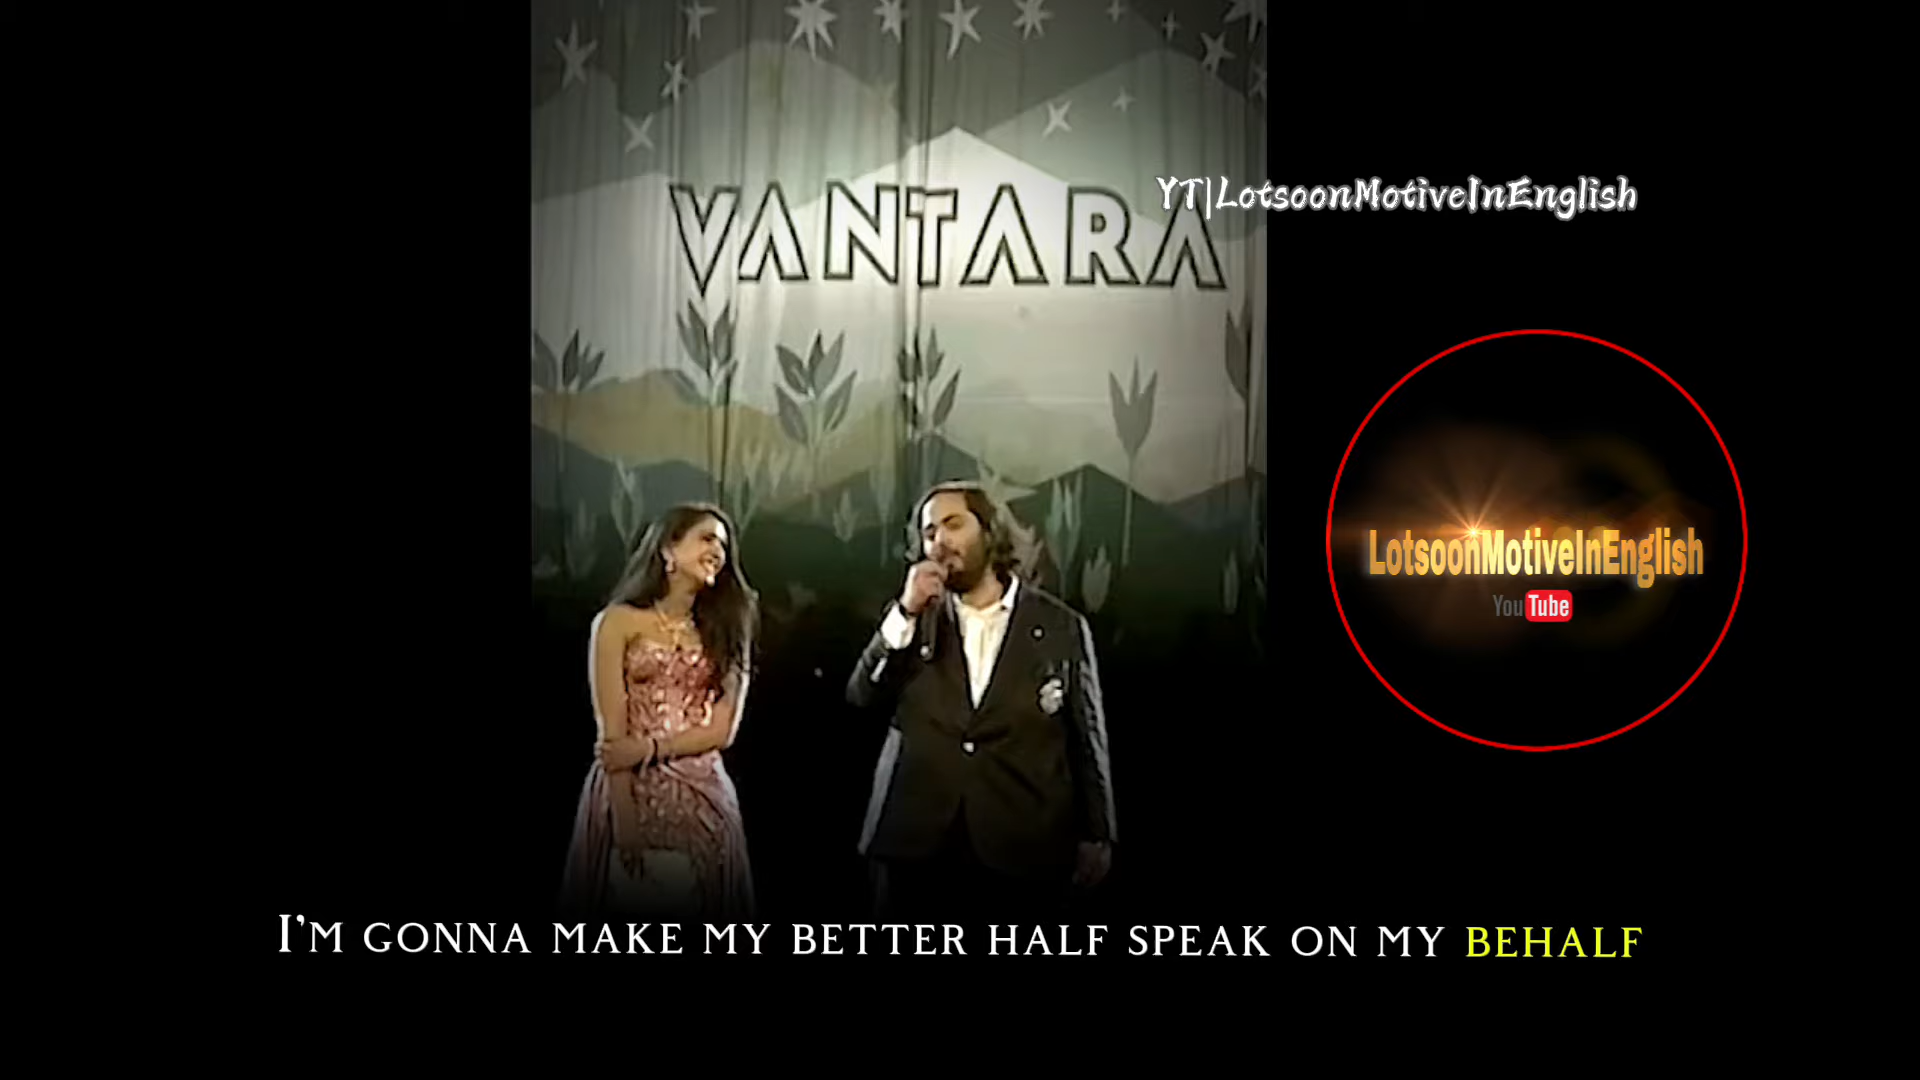 VANTARA
YT|LotsoonMotiveInEnglish
LotsoonMotiveInEnglish
YouTube
I'M GONNA MAKE MY BETTER HALF SPEAK ON MY BEHALF